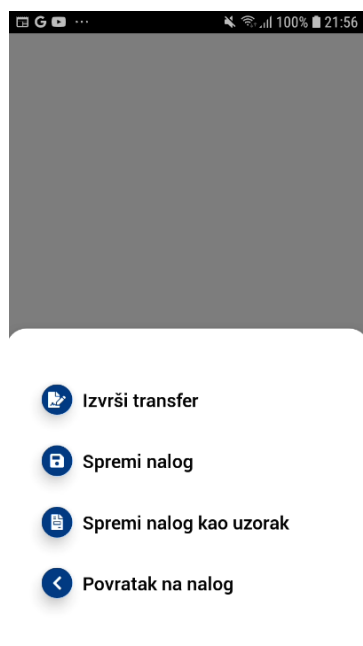 G 100% 21:56
Izvrši transfer
Spremi nalog
Spremi nalog kao uzorak
Povratak na nalog